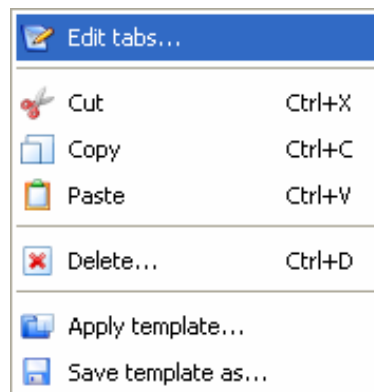 Edit tabs...
Cut Ctrl+X
Copy Ctrl+C
Paste Ctrl+V
Delete... Ctrl+D
Apply template...
Save template as...